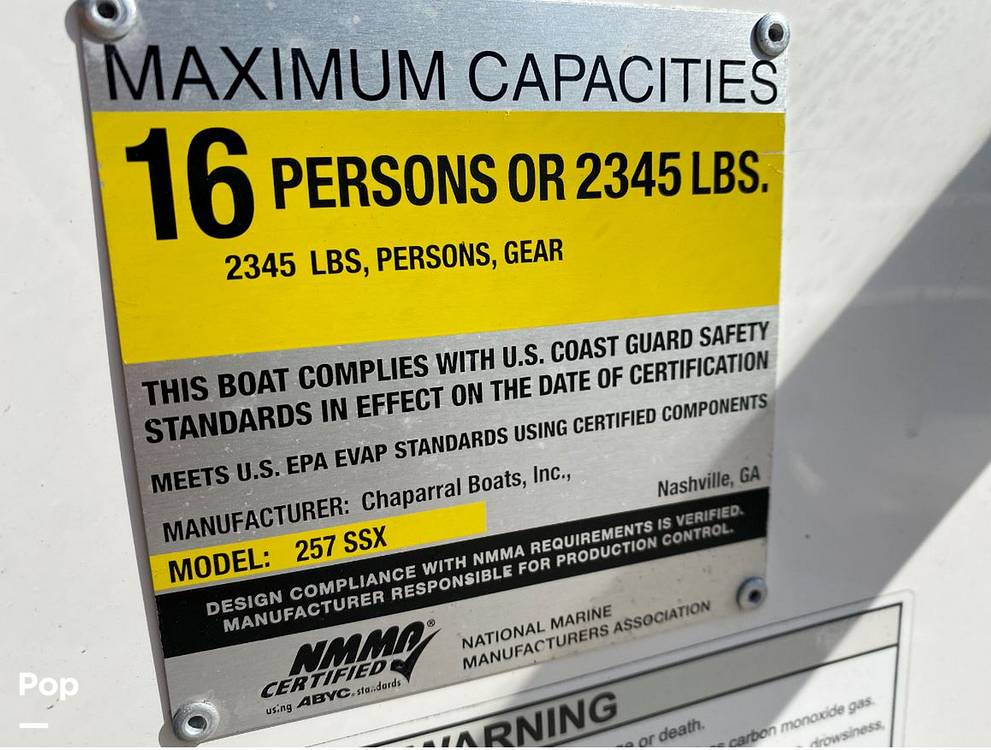 MAXIMUM CAPACITIES
16 PERSONS OR 2345 LBS.
2345 LBS, PERSONS, GEAR
THIS BOAT COMPLIES WITH U.S. COAST GUARD SAFETY
STANDARDS IN EFFECT ON THE DATE OF CERTIFICATION
MEETS U.S. EPA EVAP STANDARDS USING CERTIFIED COMPONENTS
MANUFACTURER: Chaparral Boats, Inc., Nashville, GA
MODEL: 257 SSX
DESIGN COMPLIANCE WITH NMMA REQUIREMENTS IS VERIFIED.
MANUFACTURER RESPONSIBLE FOR PRODUCTION CONTROL.
NMMA®
CERTIFIED
using ABYC standards
NATIONAL MARINE
MANUFACTURERS ASSOCIATION
WARNING
or death.
carbon monoxide gas.
drowsiness,
Pop